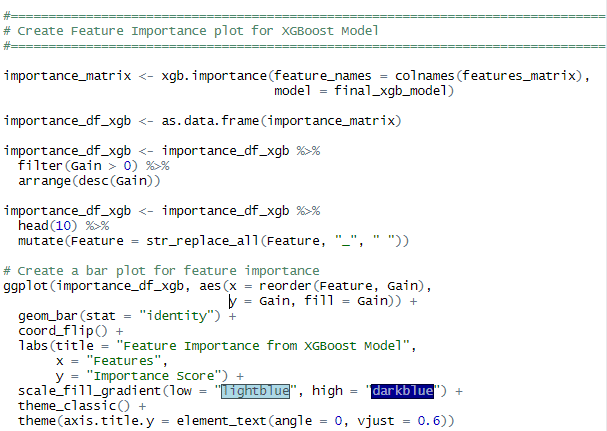 #===============================================================================
# Create Feature Importance plot for XGBoost Model
#===============================================================================
importance_matrix <- xgb.importance(feature_names = colnames(features_matrix),
                                    model = final_xgb_model)
importance_df_xgb <- as.data.frame(importance_matrix)
importance_df_xgb <- importance_df_xgb %>%
  filter(Gain > 0) %>%
  arrange(desc(Gain))
importance_df_xgb <- importance_df_xgb %>%
  head(10) %>%
  mutate(Feature = str_replace_all(Feature, "_", " "))
# Create a bar plot for feature importance
ggplot(importance_df_xgb, aes(x = reorder(Feature, Gain),
                              y = Gain, fill = Gain)) +
  geom_bar(stat = "identity") +
  coord_flip() +
  labs(title = "Feature Importance from XGBoost Model",
       x = "Features",
       y = "Importance Score") +
  scale_fill_gradient(low = "lightblue", high = "darkblue") +
  theme_classic() +
  theme(axis.title.y = element_text(angle = 0, vjust = 0.6))